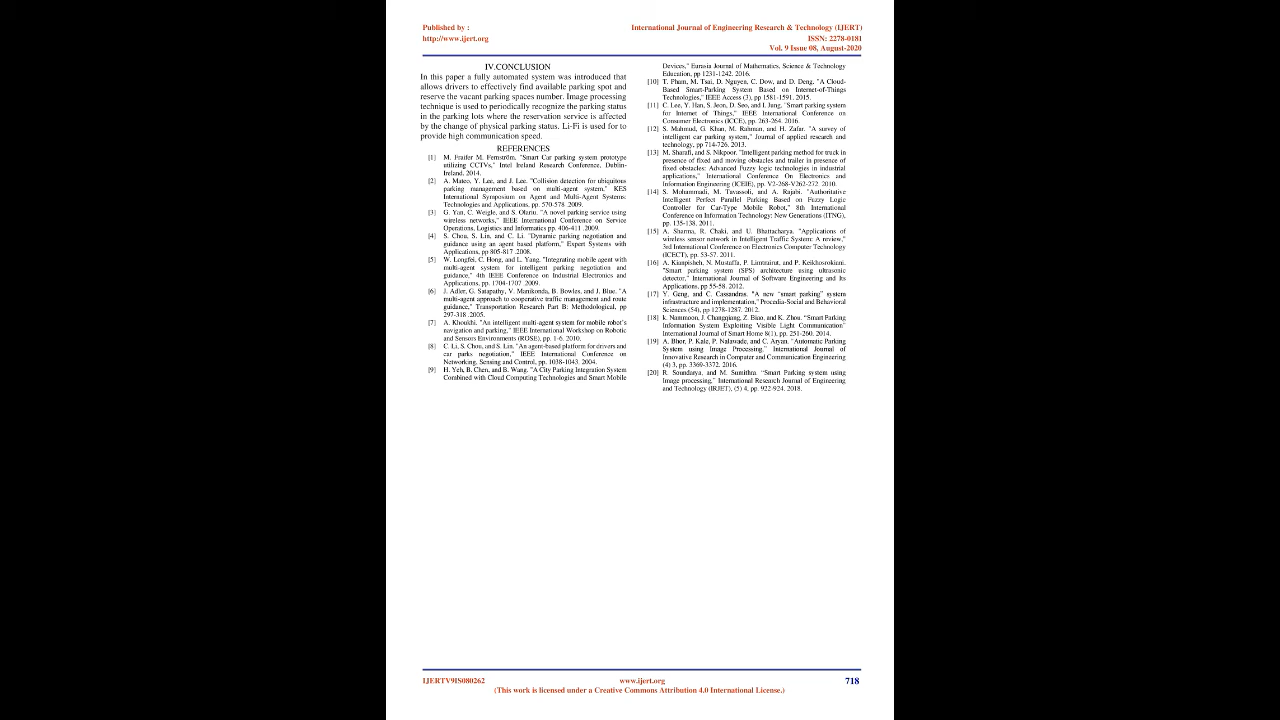 Published by :
International Journal of Engineering Research & Technology (IJERT)
http://www.ijert.org
ISSN: 2278-0181
Vol. 9 Issue 08, August-2020
IV.CONCLUSION
In this paper a fully automated system was introduced that
allows drivers to effectively find available parking spot and
reserve the vacant parking spaces number. Image processing
technique is used to periodically recognize the parking status
in the parking lots where the reservation service is affected
by the change of physical parking status. Li-Fi is used for to
provide high communication speed.
REFERENCES
[1] M. Fraifer M. Fernström, "Smart Car parking system prototype
utilizing CCTVs," Intel Ireland Research Conference, Dublin-
Ireland, 2014.
[2] A. Mateo, Y. Lee, and J. Lee. "Collision detection for ubiquitous
parking management based on multi-agent system," KES
International Symposium on Agent and Multi-Agent Systems:
Technologies and Applications, pp. 570-578 .2009.
[3] G. Yan, C. Weigle, and S. Olariu. "A novel parking service using
wireless networks," IEEE International Conference on Service
Operations, Logistics and Informatics pp. 406-411 .2009.
[4] S. Chou, S. Lin, and C. Li. "Dynamic parking negotiation and
guidance using an agent based platform," Expert Systems with
Applications, pp 805-817 .2008.
[5] W. Longfei, C. Hong, and L. Yang. "Integrating mobile agent with
multi-agent system for intelligent parking negotiation and
guidance," 4th IEEE Conference on Industrial Electronics and
Applications, pp. 1704-1707 .2009.
[6] J. Adler, G. Satapathy, V. Manikonda, B. Bowles, and J. Blue. "A
multi-agent approach to cooperative traffic management and route
guidance," Transportation Research Part B: Methodological, pp
297-318 .2005.
[7] A. Khoukhi. "An intelligent multi-agent system for mobile robot's
navigation and parking," IEEE International Workshop on Robotic
and Sensors Environments (ROSE), pp. 1-6. 2010.
[8] C. Li, S. Chou, and S. Lin. "An agent-based platform for drivers and
car parks negotiation," IEEE International Conference on
Networking, Sensing and Control, pp. 1038-1043. 2004.
[9] H. Yeh, B. Chen, and B. Wang. "A City Parking Integration System
Combined with Cloud Computing Technologies and Smart Mobile
Devices," Eurasia Journal of Mathematics, Science & Technology
Education, pp 1231-1242. 2016.
[10] T. Pham, M. Tsai, D. Nguyen, C. Dow, and D. Deng. "A Cloud-
Based Smart-Parking System Based on Internet-of-Things
Technologies," IEEE Access (3), pp 1581-1591. 2015.
[11] C. Lee, Y. Han, S. Jeon, D. Seo, and I. Jung. "Smart parking system
for Internet of Things," IEEE International Conference on
Consumer Electronics (ICCE), pp. 263-264. 2016.
[12] S. Mahmud, G. Khan, M. Rahman, and H. Zafar. "A survey of
intelligent car parking system," Journal of applied research and
technology, pp 714-726. 2013.
[13] M. Sharafi, and S. Nikpoor. "Intelligent parking method for truck in
presence of fixed and moving obstacles and trailer in presence of
fixed obstacles: Advanced Fuzzy logic technologies in industrial
applications," International Conference On Electronics and
Information Engineering (ICEIE), pp. V2-268-V262-272 .2010.
[14] S. Mohammadi, M. Tavassoli, and A. Rajabi. "Authoritative
Intelligent Perfect Parallel Parking Based on Fuzzy Logic
Controller for Car-Type Mobile Robot," 8th International
Conference on Information Technology: New Generations (ITNG),
pp. 135-138. 2011.
[15] A. Sharma, R. Chaki, and U. Bhattacharya. "Applications of
wireless sensor network in Intelligent Traffic System: A review,"
3rd International Conference on Electronics Computer Technology
(ICECT), pp. 53-57. 2011.
[16] A. Kianpisheh, N. Mustaffa, P. Limtrairut, and P. Keikhosrokiani.
"Smart parking system (SPS) architecture using ultrasonic
detector," International Journal of Software Engineering and Its
Applications, pp 55-58. 2012.
[17] Y. Geng, and C. Cassandras. "A new “smart parking” system
infrastructure and implementation," Procedia-Social and Behavioral
Sciences (54), pp 1278-1287. 2012.
[18] k. Nammoon, J. Changqiang, Z. Biao, and K. Zhou. “Smart Parking
Information System Exploiting Visible Light Communication”
International Journal of Smart Home 8(1), pp. 251-260. 2014.
[19] A. Bhor, P. Kale, P. Nalawade, and C. Aryan. "Automatic Parking
System using Image Processing," International Journal of
Innovative Research in Computer and Communication Engineering
(4) 3, pp. 3369-3372. 2016.
[20] R. Soundarya, and M. Sumithra. “Smart Parking system using
Image processing,” International Research Journal of Engineering
and Technology (IRJET), (5) 4, pp. 922-924. 2018.
IJERTV9IS080262
www.ijert.org
718
(This work is licensed under a Creative Commons Attribution 4.0 International License.)